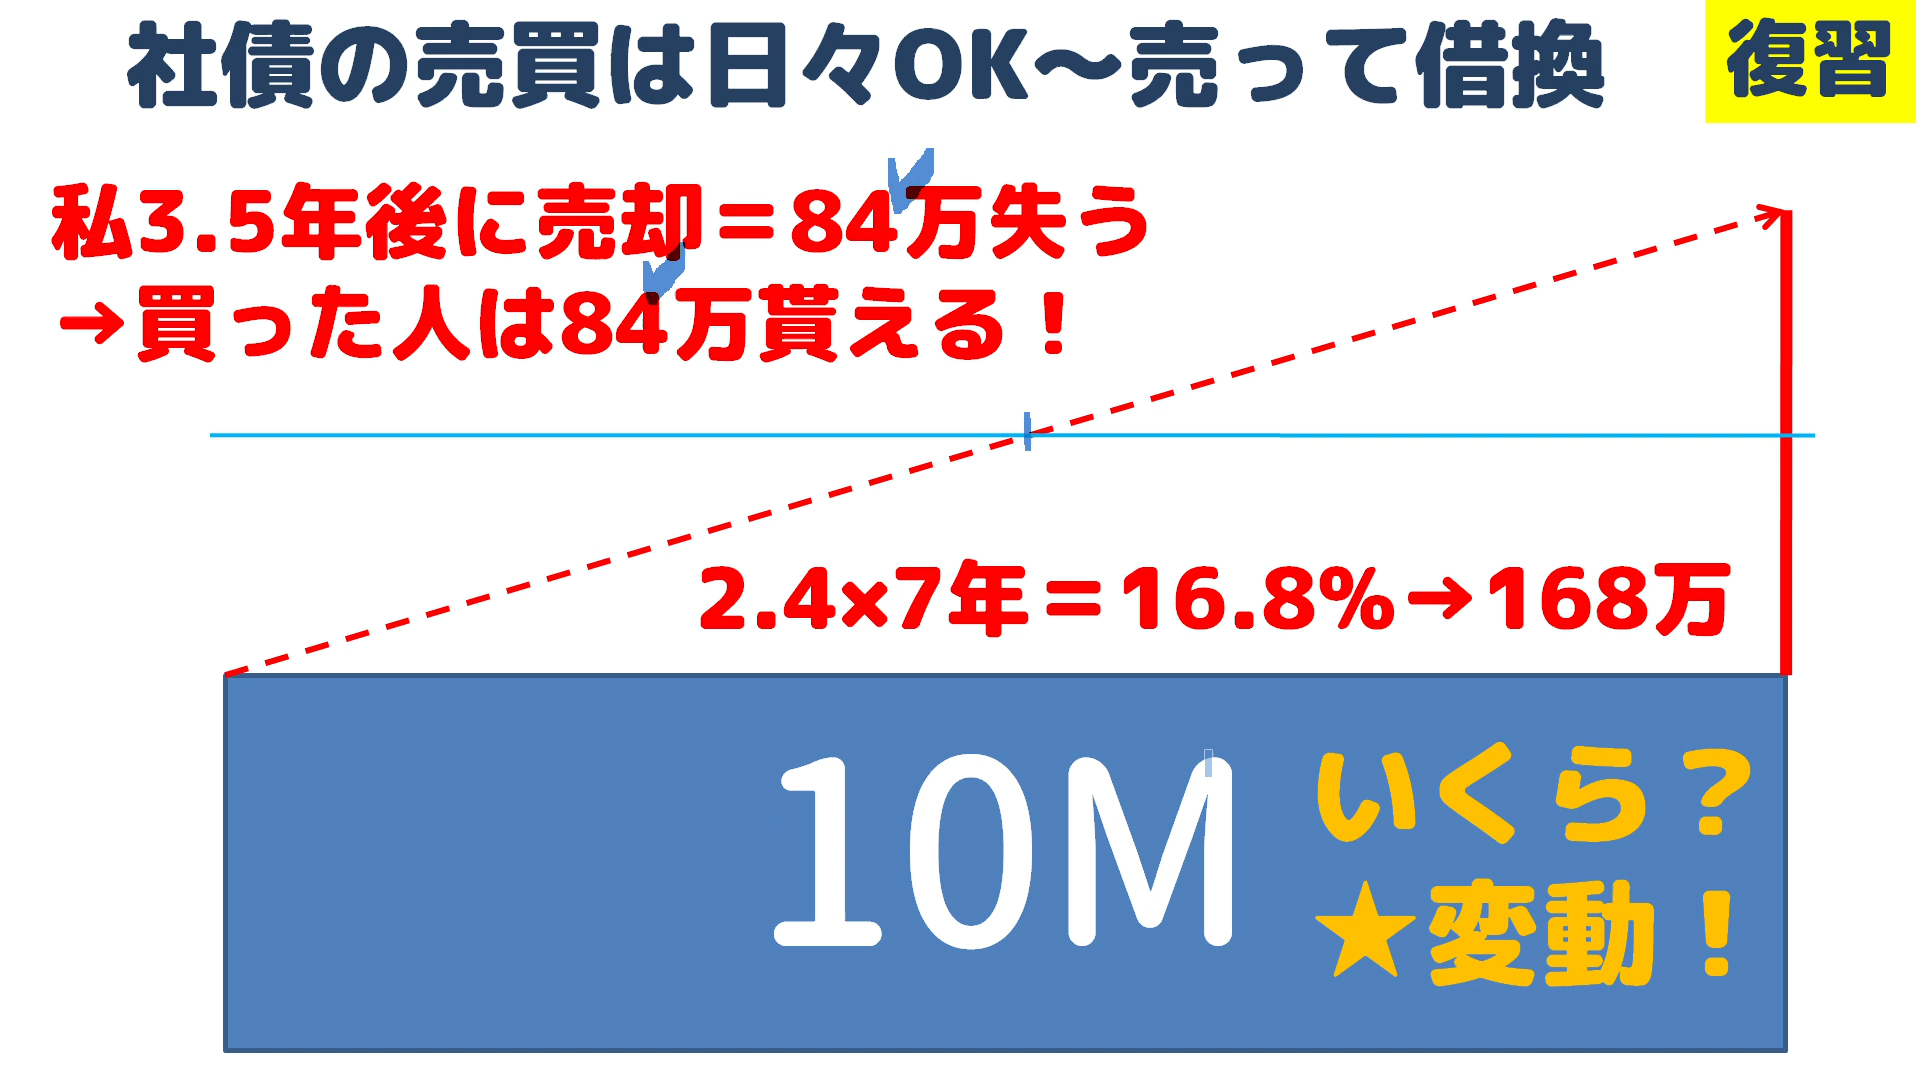 社債の売買は日々OK～売って借換
復習
私3.5年後に売却＝84万失う
→買った人は84万貰える！
2.4×7年＝16.8%→168万
10M
いくら？
★変動！